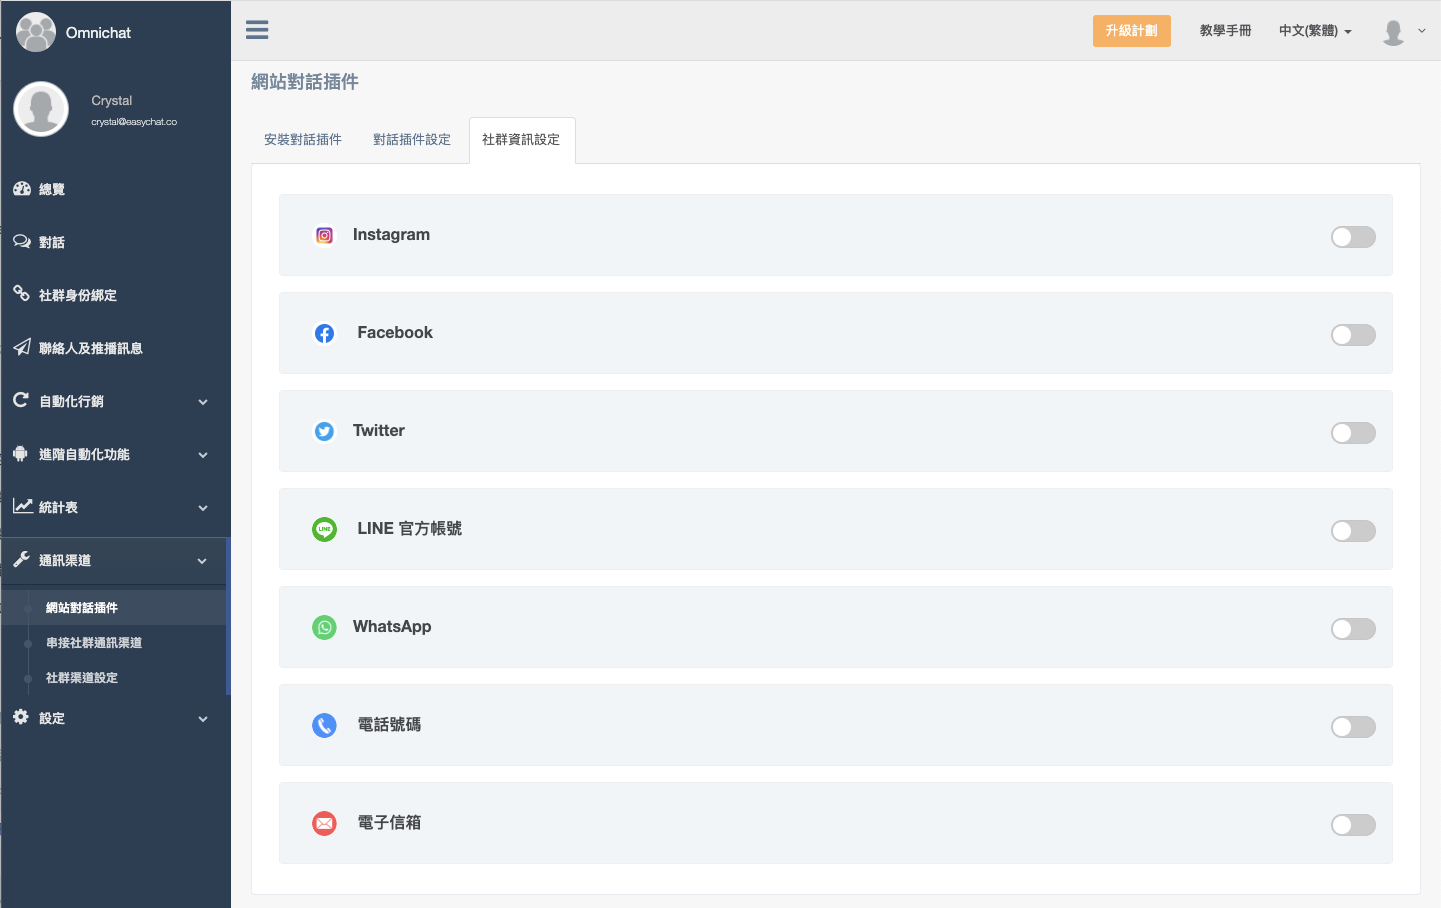 Omnichat
Crystal
crystal@easychat.co
總覽
對話
社群身份綁定
聯絡人及推播訊息
自動化行銷
進階自動化功能
統計表
通訊渠道
網站對話插件
串接社群通訊渠道
社群渠道設定
設定
升級計劃
教學手冊
中文(繁體)
網站對話插件
安裝對話插件
對話插件設定
社群資訊設定
Instagram
Facebook
Twitter
LINE 官方帳號
WhatsApp
電話號碼
電子信箱